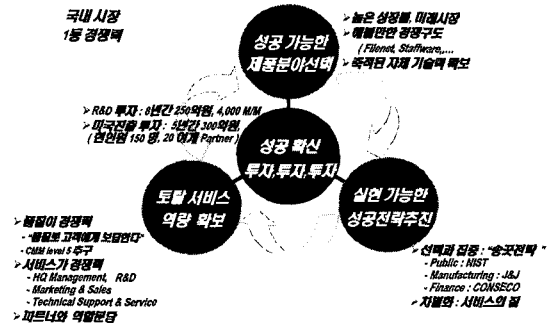 국내 시장
1등 경쟁력
성공 가능한
제품분야선택
➢ 높은 성장률, 미래시장
➢ 해볼만한 경쟁구도
( Filenet, Staffware,,...
➢ 축적된 자체 기술력 확보
➢ R&D 투자 : 8년간 250억원, 4,000 M/M
➢ 미국진출 투자 : 5년간 300억원,
( 현인원 150 명, 20 여개 Partner )
성공 확신
투자,투자,투자
토탈 서비스
역량 확보
실현 가능한
성공전략추진
➢ 품질이 경쟁력
- "품질로 고객에게 보답한다"
- CMM level 5 추구
➢ 서비스가 경쟁력
- HQ Management, R&D
- Marketing & Sales
- Technical Support & Service
➢ 파트너와 역할분담
➢ 선택과 집중 : "송곳전략 "
- Public : NIST
- Manufacturing : J&J
- Finance : CONSECO
➢ 차별화 : 서비스의 질